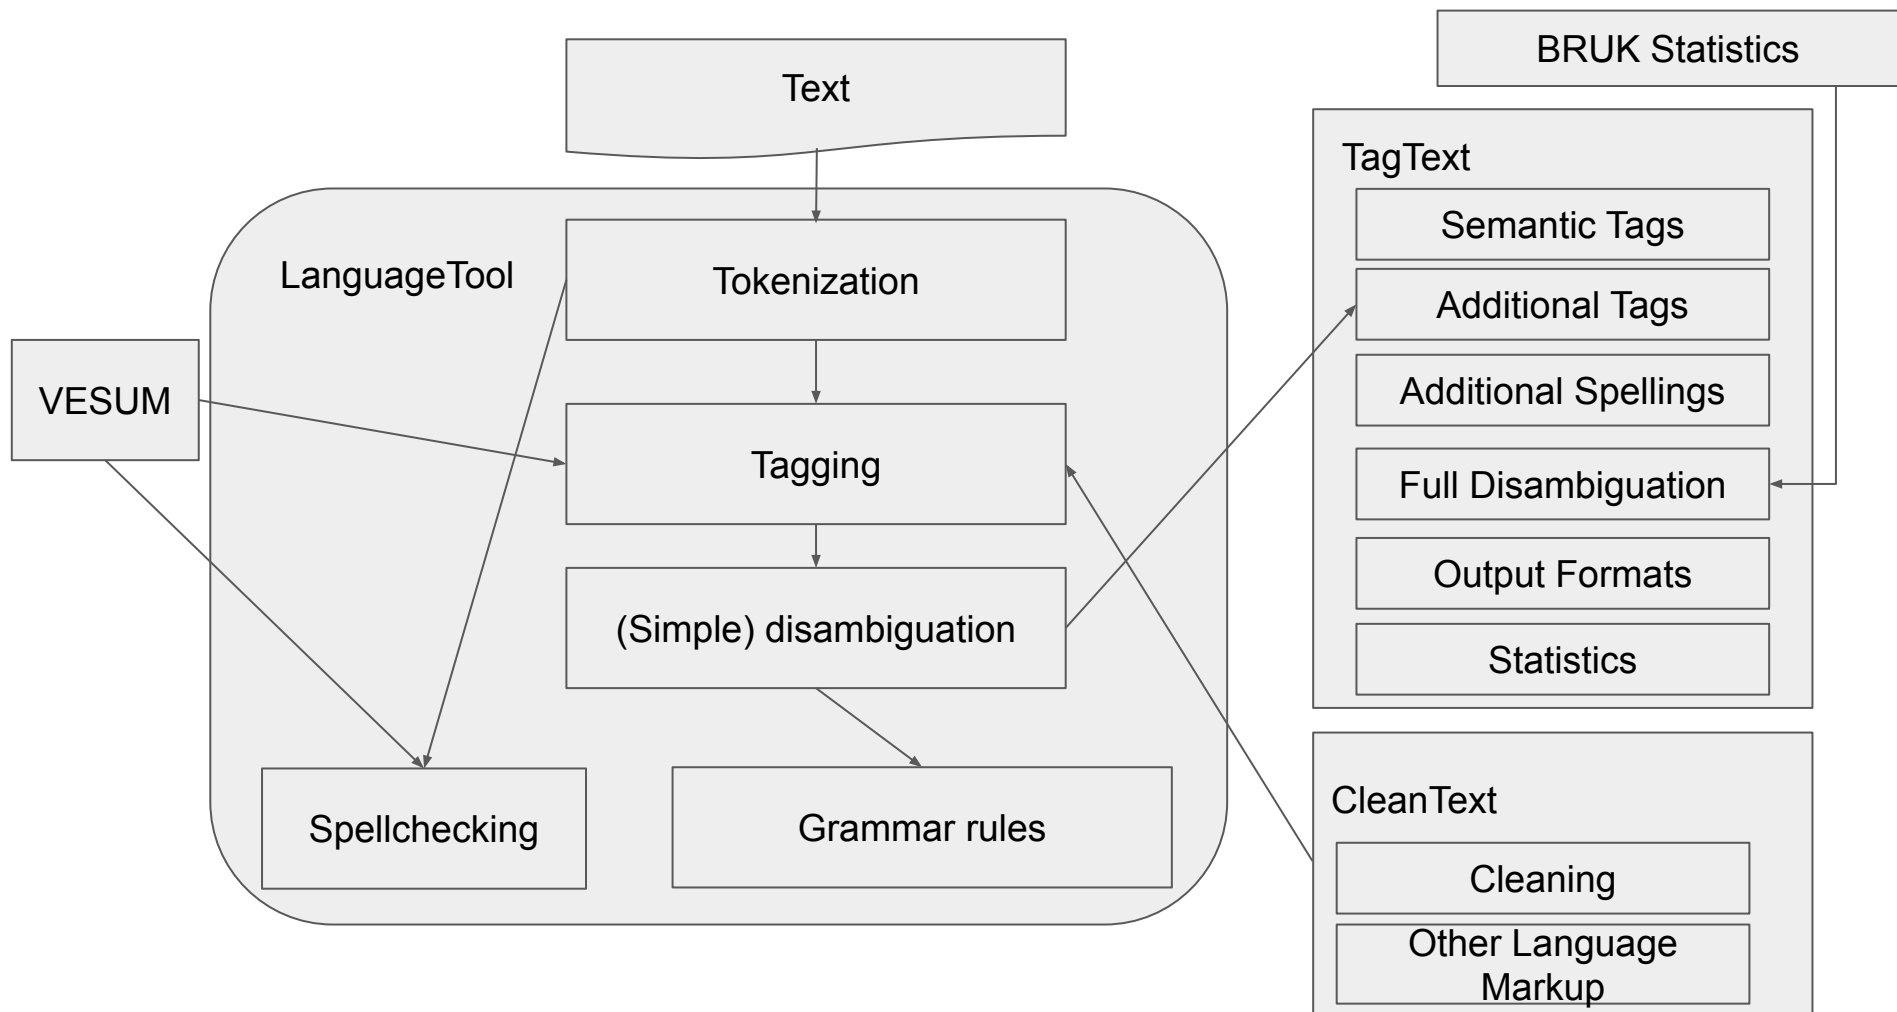 BRUK Statistics
Text
TagText
Semantic Tags
LanguageTool
Tokenization
Additional Tags
VESUM
Additional Spellings
Tagging
Full Disambiguation
Output Formats
(Simple) disambiguation
Statistics
CleanText
Spellchecking
Grammar rules
Cleaning
Other Language
Markup